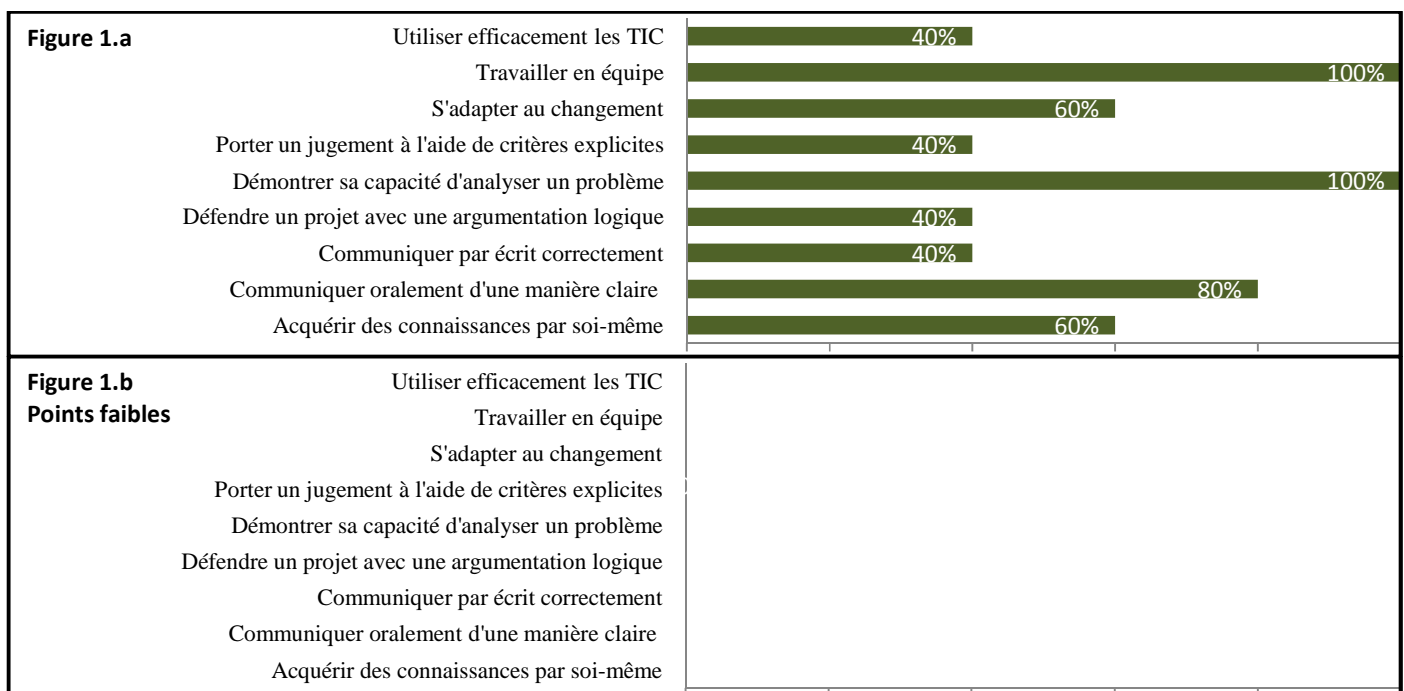 Figure 1.a
Utiliser efficacement les TIC 40%
Travailler en équipe 100%
S'adapter au changement 60%
Porter un jugement à l'aide de critères explicites 40%
Démontrer sa capacité d'analyser un problème 100%
Défendre un projet avec une argumentation logique 40%
Communiquer par écrit correctement 40%
Communiquer oralement d'une manière claire 80%
Acquérir des connaissances par soi-même 60%
Figure 1.b
Points faibles
Utiliser efficacement les TIC
Travailler en équipe
S'adapter au changement
Porter un jugement à l'aide de critères explicites
Démontrer sa capacité d'analyser un problème
Défendre un projet avec une argumentation logique
Communiquer par écrit correctement
Communiquer oralement d'une manière claire
Acquérir des connaissances par soi-même